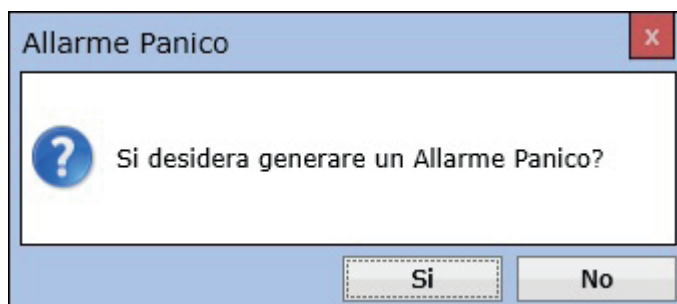 Allarme Panico
x
? Si desidera generare un Allarme Panico?
Si No